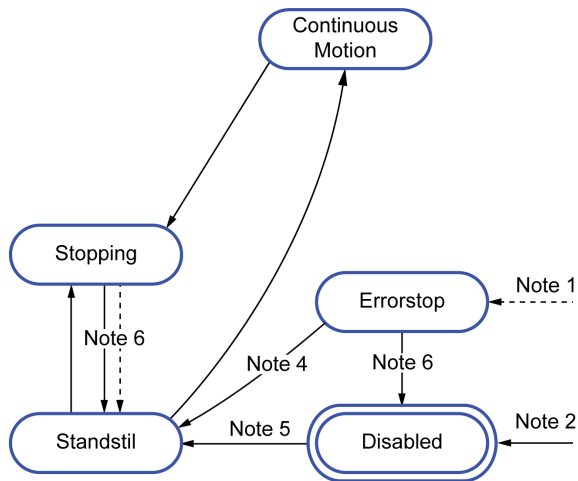 Continuous
Motion
Stopping
Note 1
Errorstop
Note 6
Note 4
Note 6
Note 5
Note 2
Standstil
Disabled